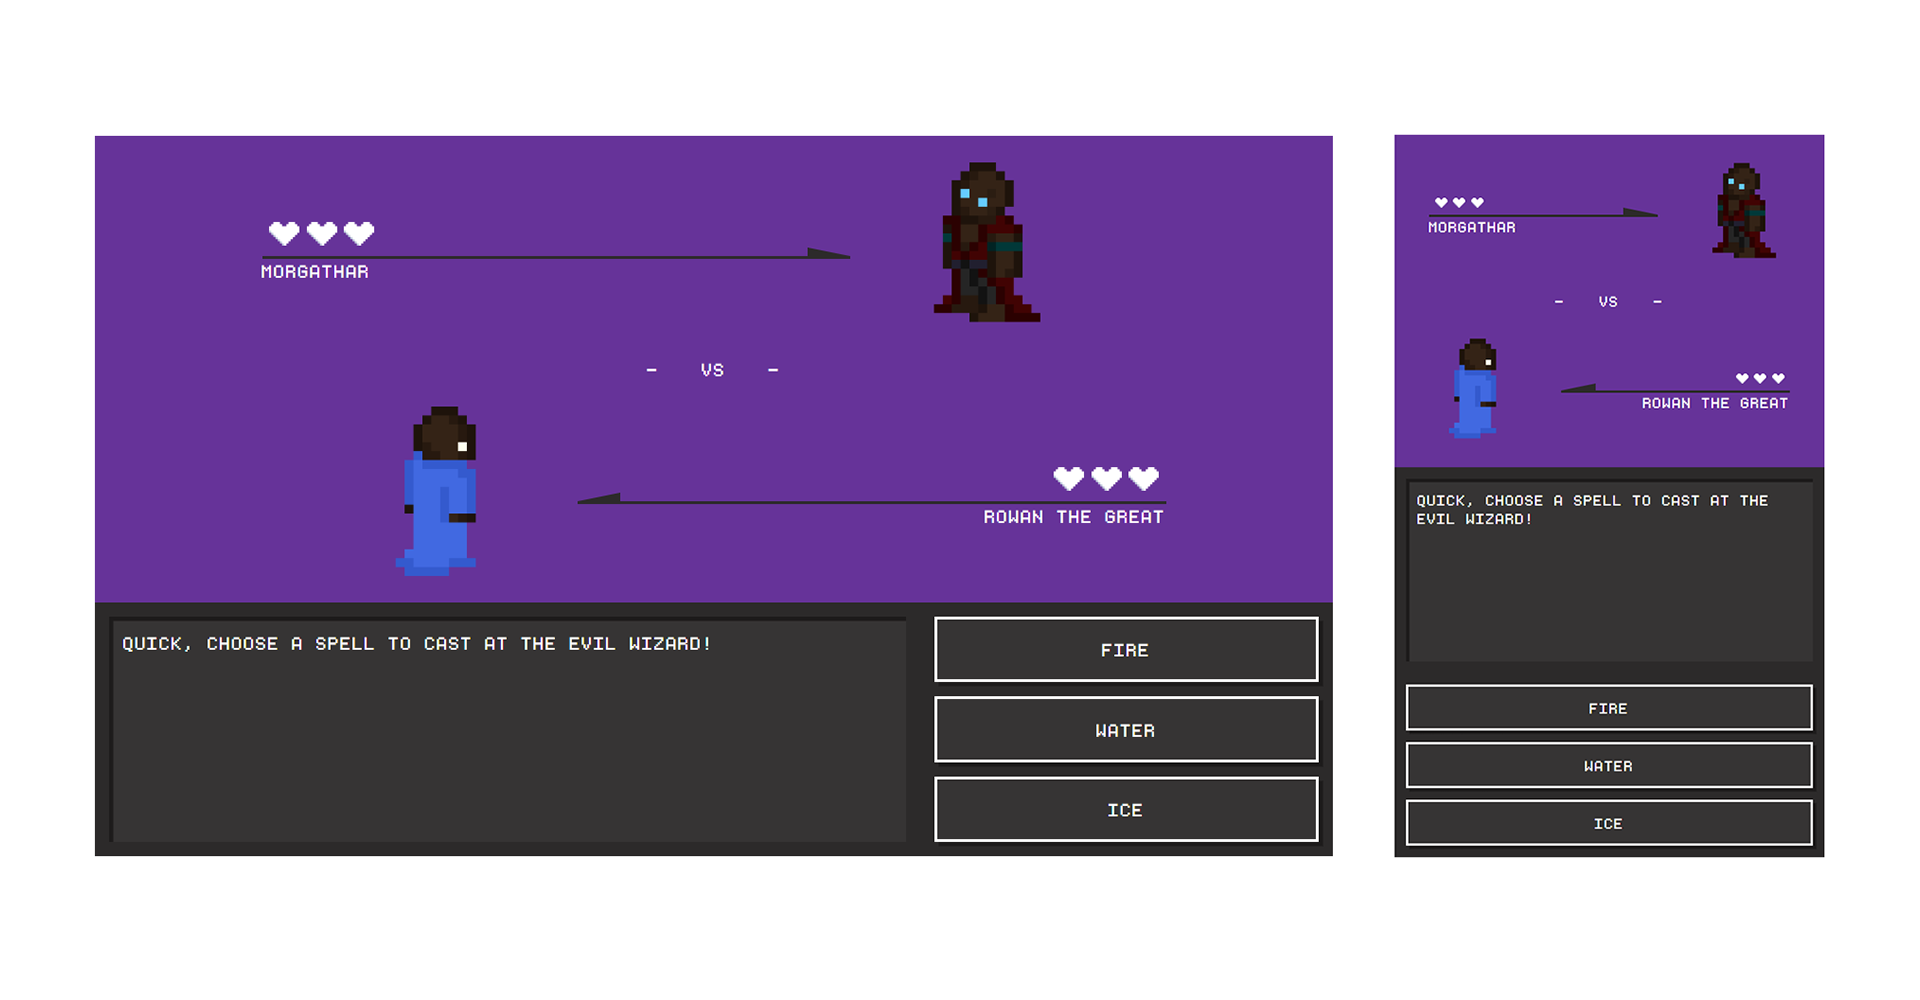 MORGATHAR
- VS -
ROWAN THE GREAT
QUICK, CHOOSE A SPELL TO CAST AT THE EVIL WIZARD!
FIRE
WATER
ICE
MORGATHAR
- VS -
ROWAN THE GREAT
QUICK, CHOOSE A SPELL TO CAST AT THE
EVIL WIZARD!
FIRE
WATER
ICE